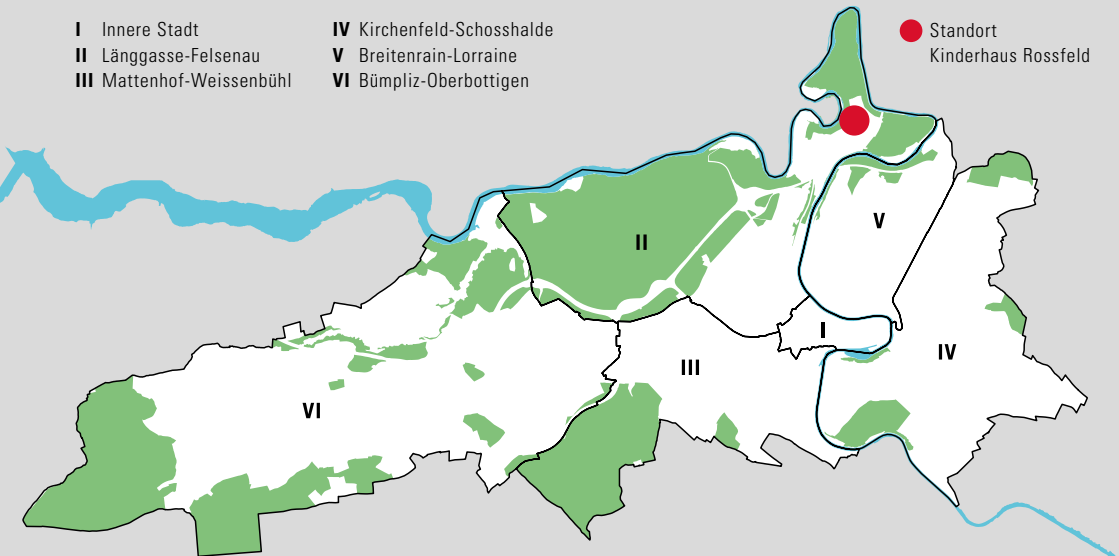 I Innere Stadt
II Länggasse-Felsenau
III Mattenhof-Weissenbühl
IV Kirchenfeld-Schosshalde
V Breitenrain-Lorraine
VI Bümpliz-Oberbottigen
Standort
Kinderhaus Rossfeld
II
V
I
IV
III
VI